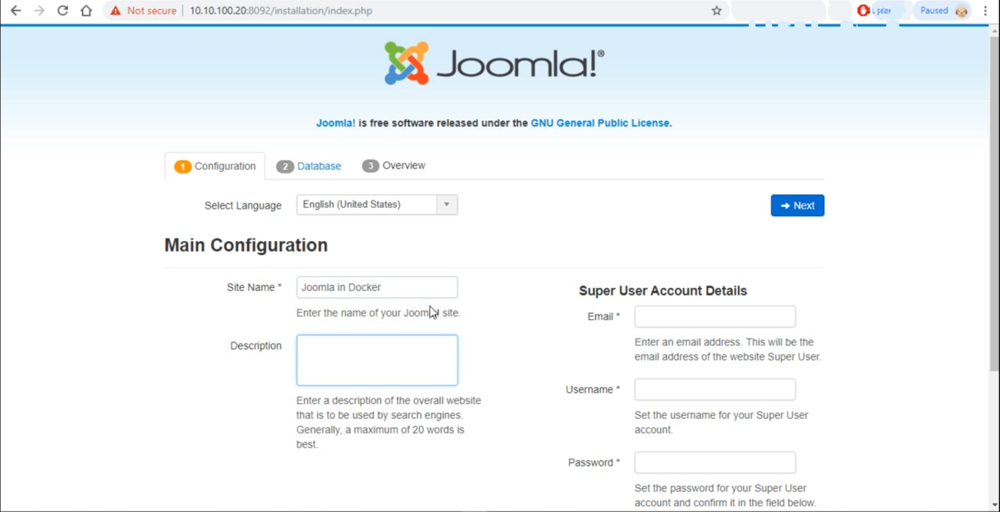 Not secure | 10.10.100.20:8092/installation/index.php
Paused
Joomla!®
Joomla! is free software released under the GNU General Public License.
1 Configuration 2 Database 3 Overview
Select Language English (United States)
Next
Main Configuration
Site Name * Joomla in Docker
Enter the name of your Joomla! site.
Description
Enter a description of the overall website
that is to be used by search engines.
Generally, a maximum of 20 words is
best.
Super User Account Details
Email *
Enter an email address. This will be the
email address of the website Super User.
Username *
Set the username for your Super User
account.
Password *
Set the password for your Super User
account and confirm it in the field below.